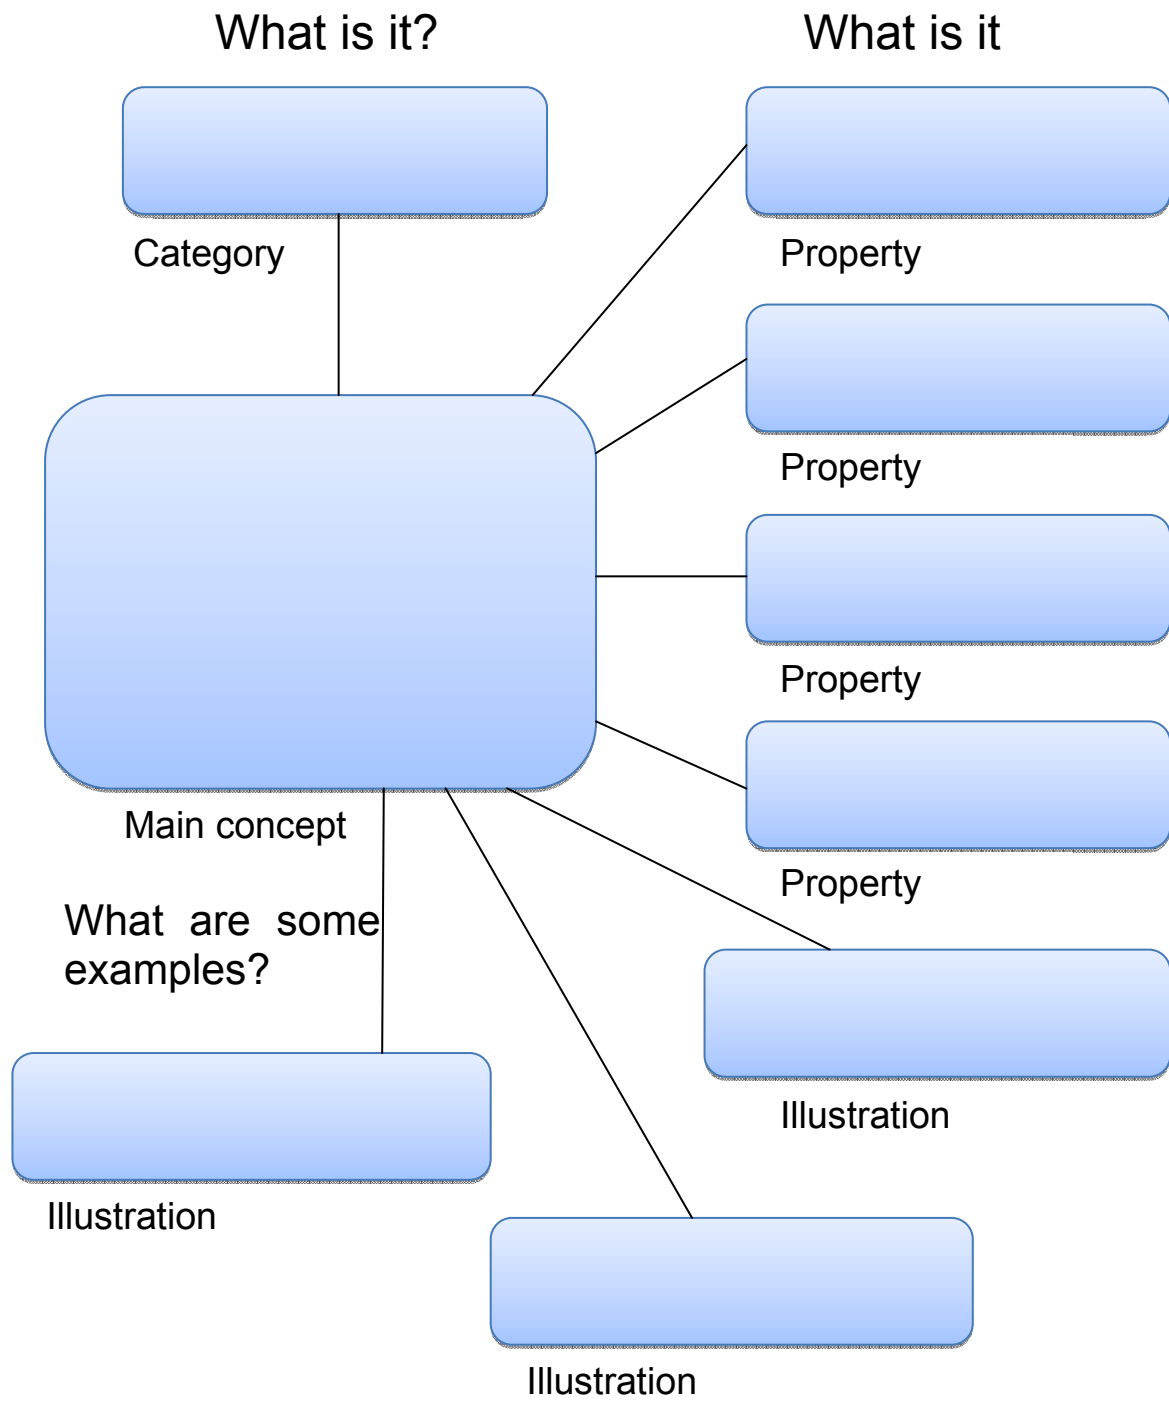 What is it?
What is it
Category
Property
Property
Property
Main concept
Property
What are some
examples?
Illustration
Illustration
Illustration